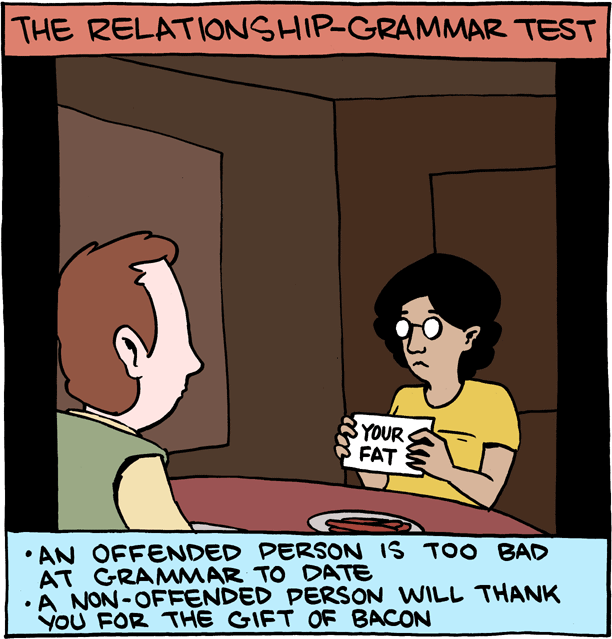 THE RELATIONSHIP-GRAMMAR TEST
YOUR
FAT
• AN OFFENDED PERSON IS TOO BAD
AT GRAMMAR TO DATE
• A NON-OFFENDED PERSON WILL THANK
YOU FOR THE GIFT OF BACON